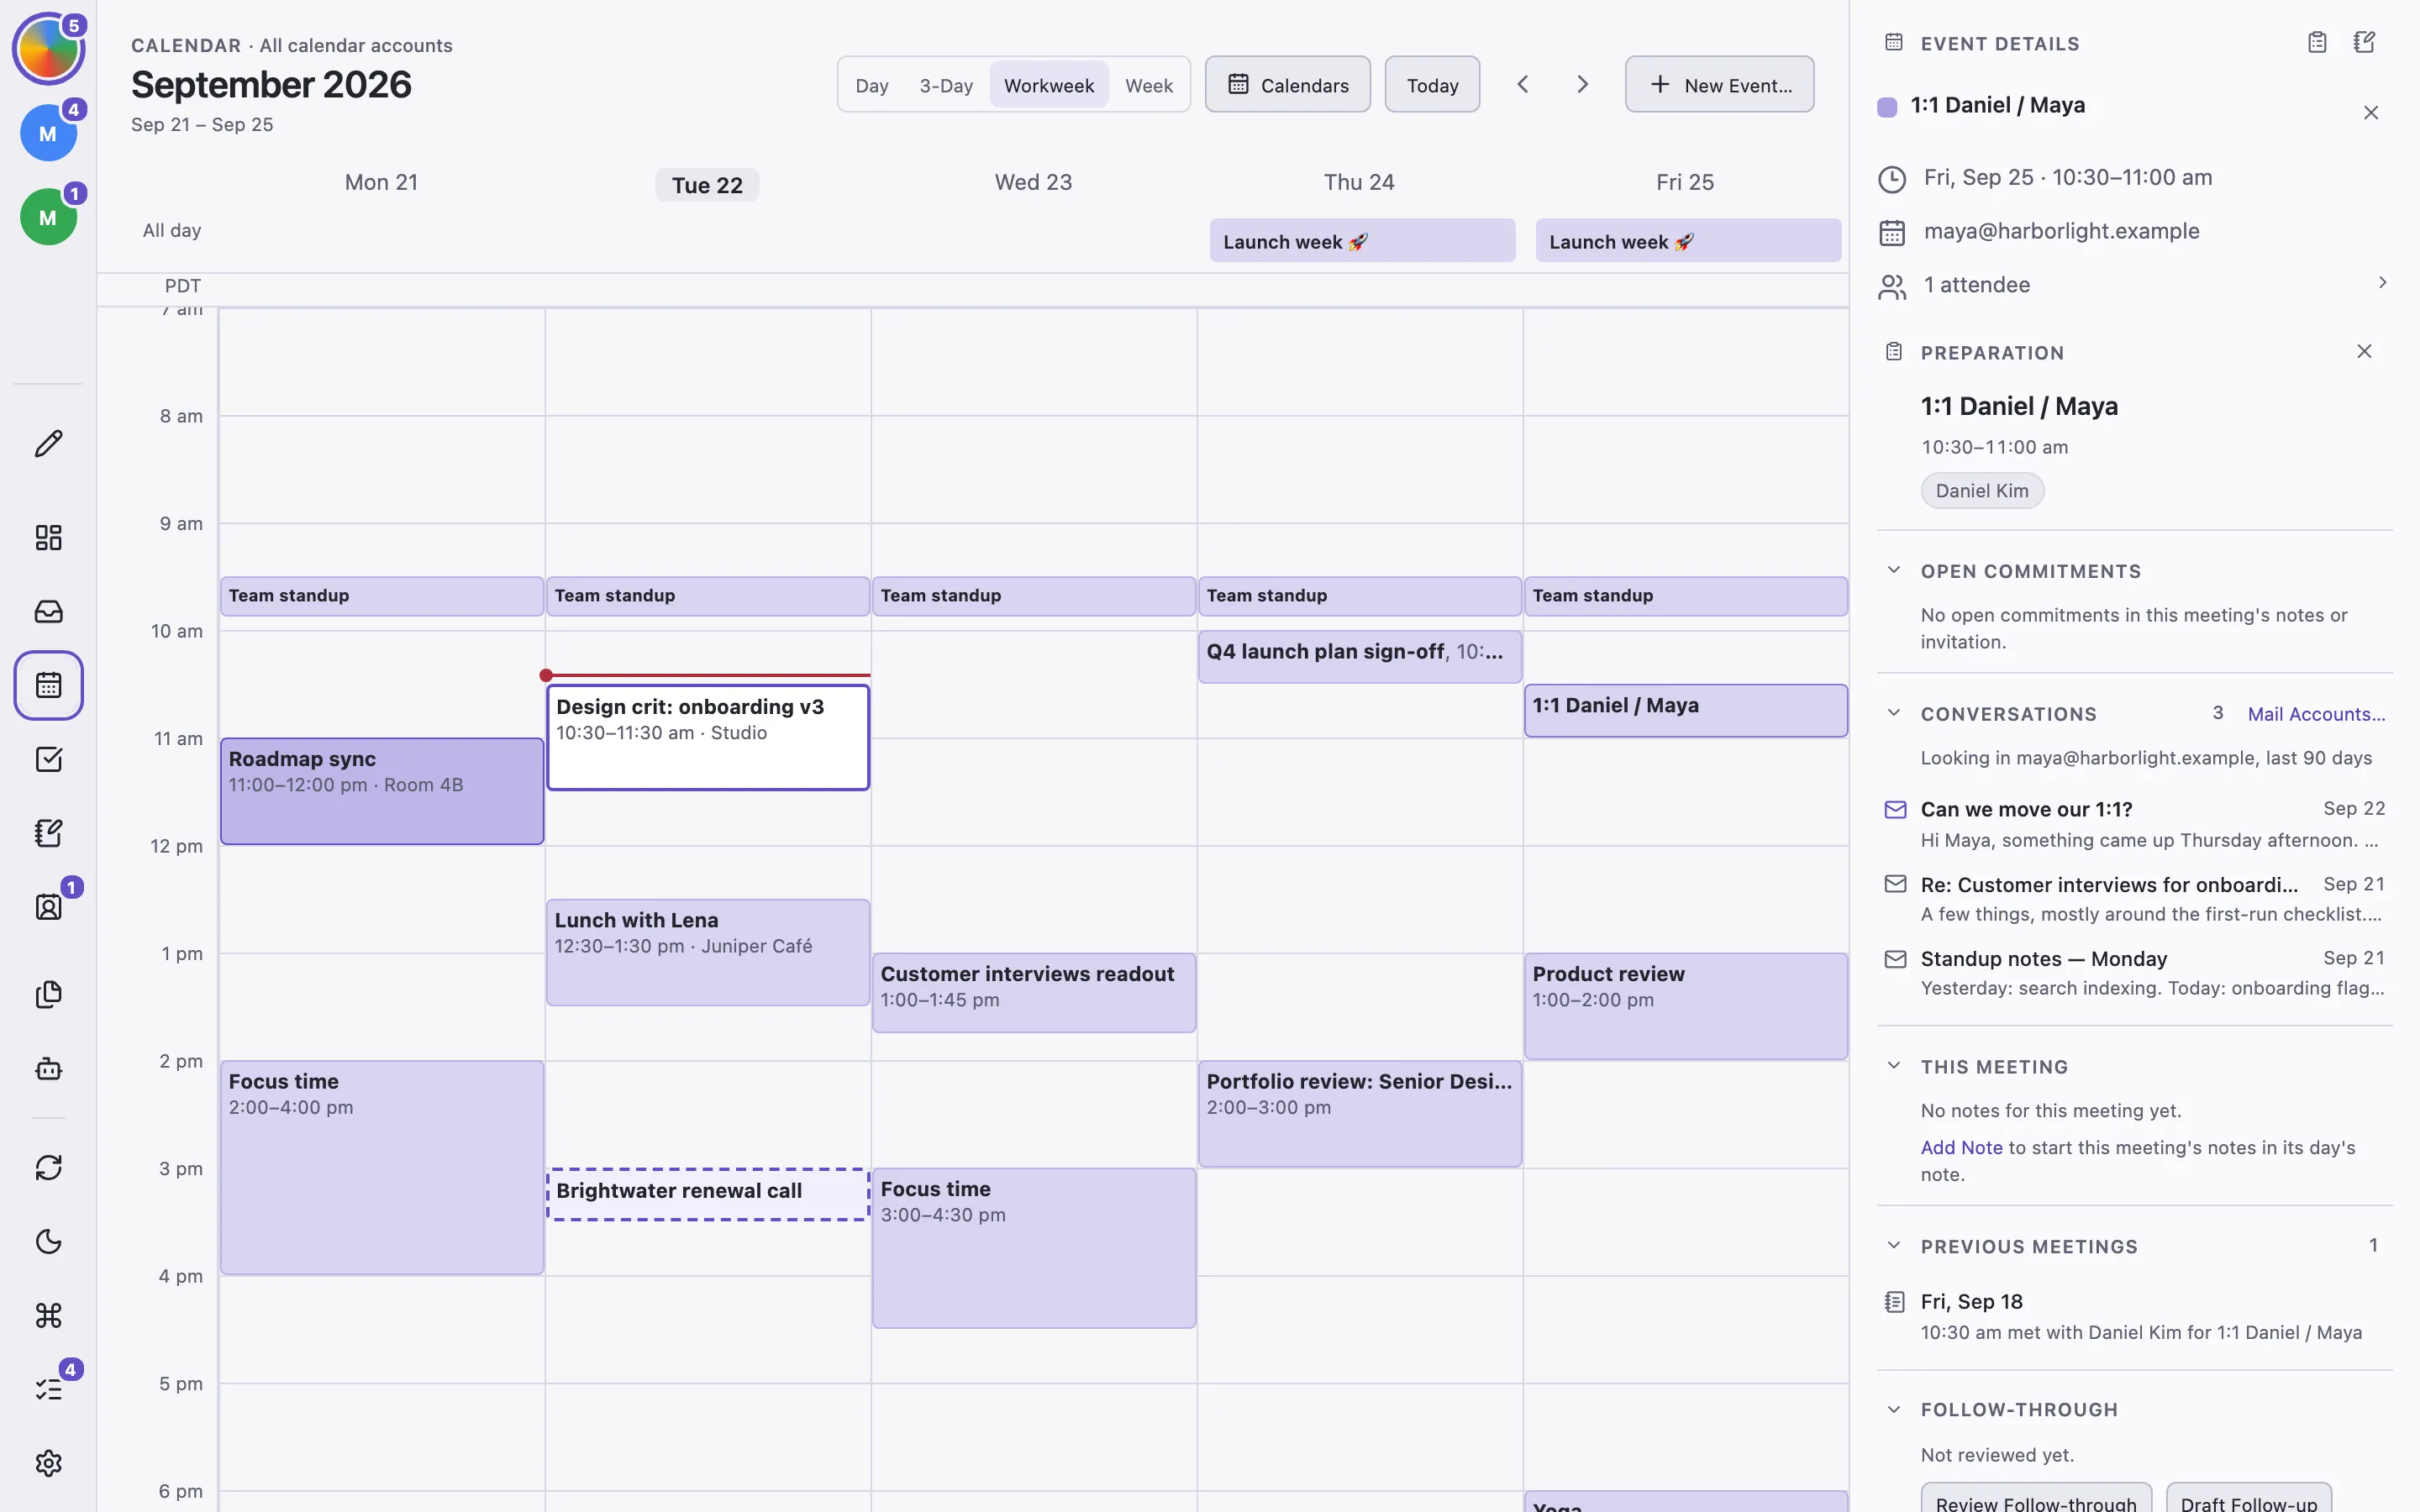 5
M
4
M
1
1
4
CALENDAR · All calendar accounts
September 2026
Sep 21 – Sep 25
Day
3-Day
Workweek
Week
Calendars
Today
New Event...
Mon 21
Tue 22
Wed 23
Thu 24
Fri 25
All day
Launch week 🚀
Launch week 🚀
PDT
7 am
8 am
9 am
10 am
11 am
12 pm
1 pm
2 pm
3 pm
4 pm
5 pm
6 pm
Team standup
Roadmap sync
11:00–12:00 pm · Room 4B
Focus time
2:00–4:00 pm
Team standup
Design crit: onboarding v3
10:30–11:30 am · Studio
Lunch with Lena
12:30–1:30 pm · Juniper Café
Brightwater renewal call
Team standup
Customer interviews readout
1:00–1:45 pm
Focus time
3:00–4:30 pm
Team standup
Q4 launch plan sign-off, 10:...
Portfolio review: Senior Desi...
2:00–3:00 pm
Team standup
1:1 Daniel / Maya
Product review
1:00–2:00 pm
Yoga
EVENT DETAILS
1:1 Daniel / Maya
Fri, Sep 25 · 10:30–11:00 am
maya@harborlight.example
1 attendee
PREPARATION
1:1 Daniel / Maya
10:30–11:00 am
Daniel Kim
OPEN COMMITMENTS
No open commitments in this meeting's notes or
invitation.
CONVERSATIONS 3 Mail Accounts...
Looking in maya@harborlight.example, last 90 days
Can we move our 1:1? Sep 22
Hi Maya, something came up Thursday afternoon. ...
Re: Customer interviews for onboardi... Sep 21
A few things, mostly around the first-run checklist....
Standup notes — Monday Sep 21
Yesterday: search indexing. Today: onboarding flag...
THIS MEETING
No notes for this meeting yet.
Add Note to start this meeting's notes in its day's
note.
PREVIOUS MEETINGS 1
Fri, Sep 18
10:30 am met with Daniel Kim for 1:1 Daniel / Maya
FOLLOW-THROUGH
Not reviewed yet.
Review Follow-through
Draft Follow-up